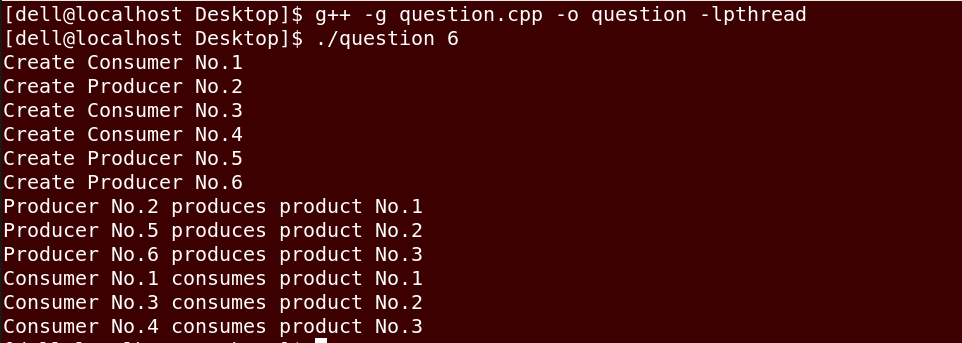 [dell@localhost Desktop]$ g++ -g question.cpp -o question -lpthread
[dell@localhost Desktop]$ ./question 6
Create Consumer No.1
Create Producer No.2
Create Consumer No.3
Create Consumer No.4
Create Producer No.5
Create Producer No.6
Producer No.2 produces product No.1
Producer No.5 produces product No.2
Producer No.6 produces product No.3
Consumer No.1 consumes product No.1
Consumer No.3 consumes product No.2
Consumer No.4 consumes product No.3